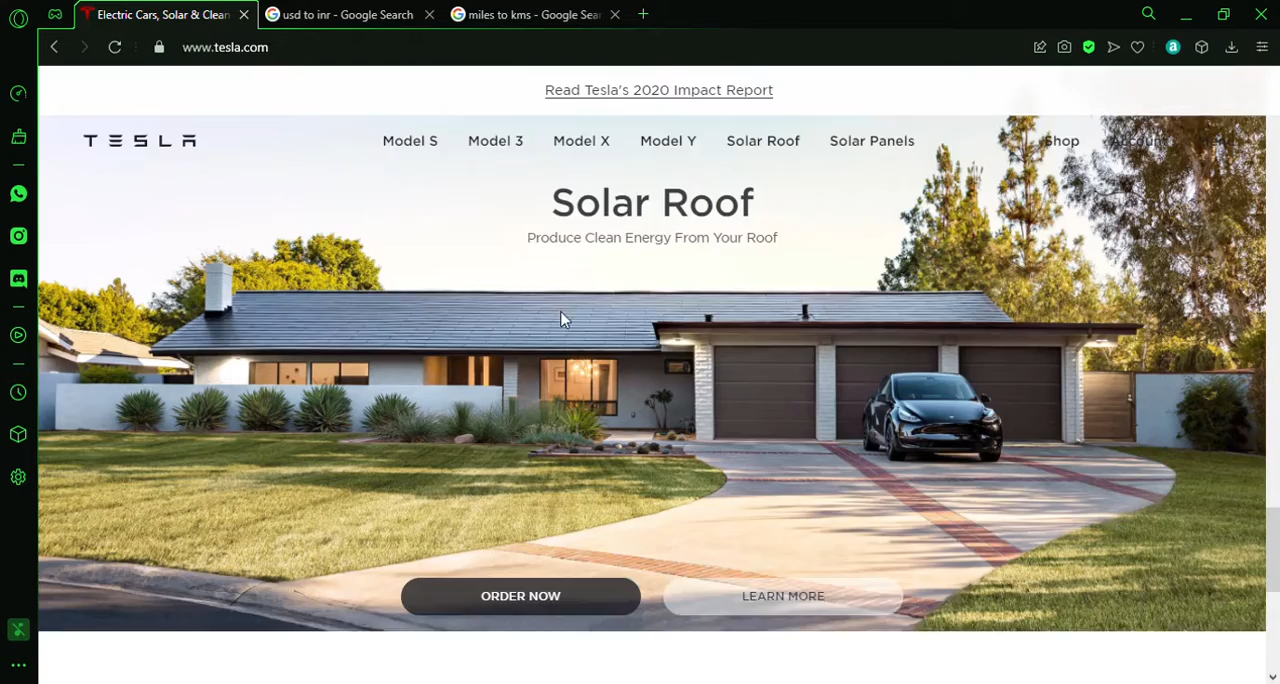 Electric Cars, Solar & Clean
usd to inr - Google Search
miles to kms - Google Sea
www.tesla.com
Read Tesla's 2020 Impact Report
TESLA
Model S
Model 3
Model X
Model Y
Solar Roof
Solar Panels
Shop
Account
Solar Roof
Produce Clean Energy From Your Roof
ORDER NOW
LEARN MORE